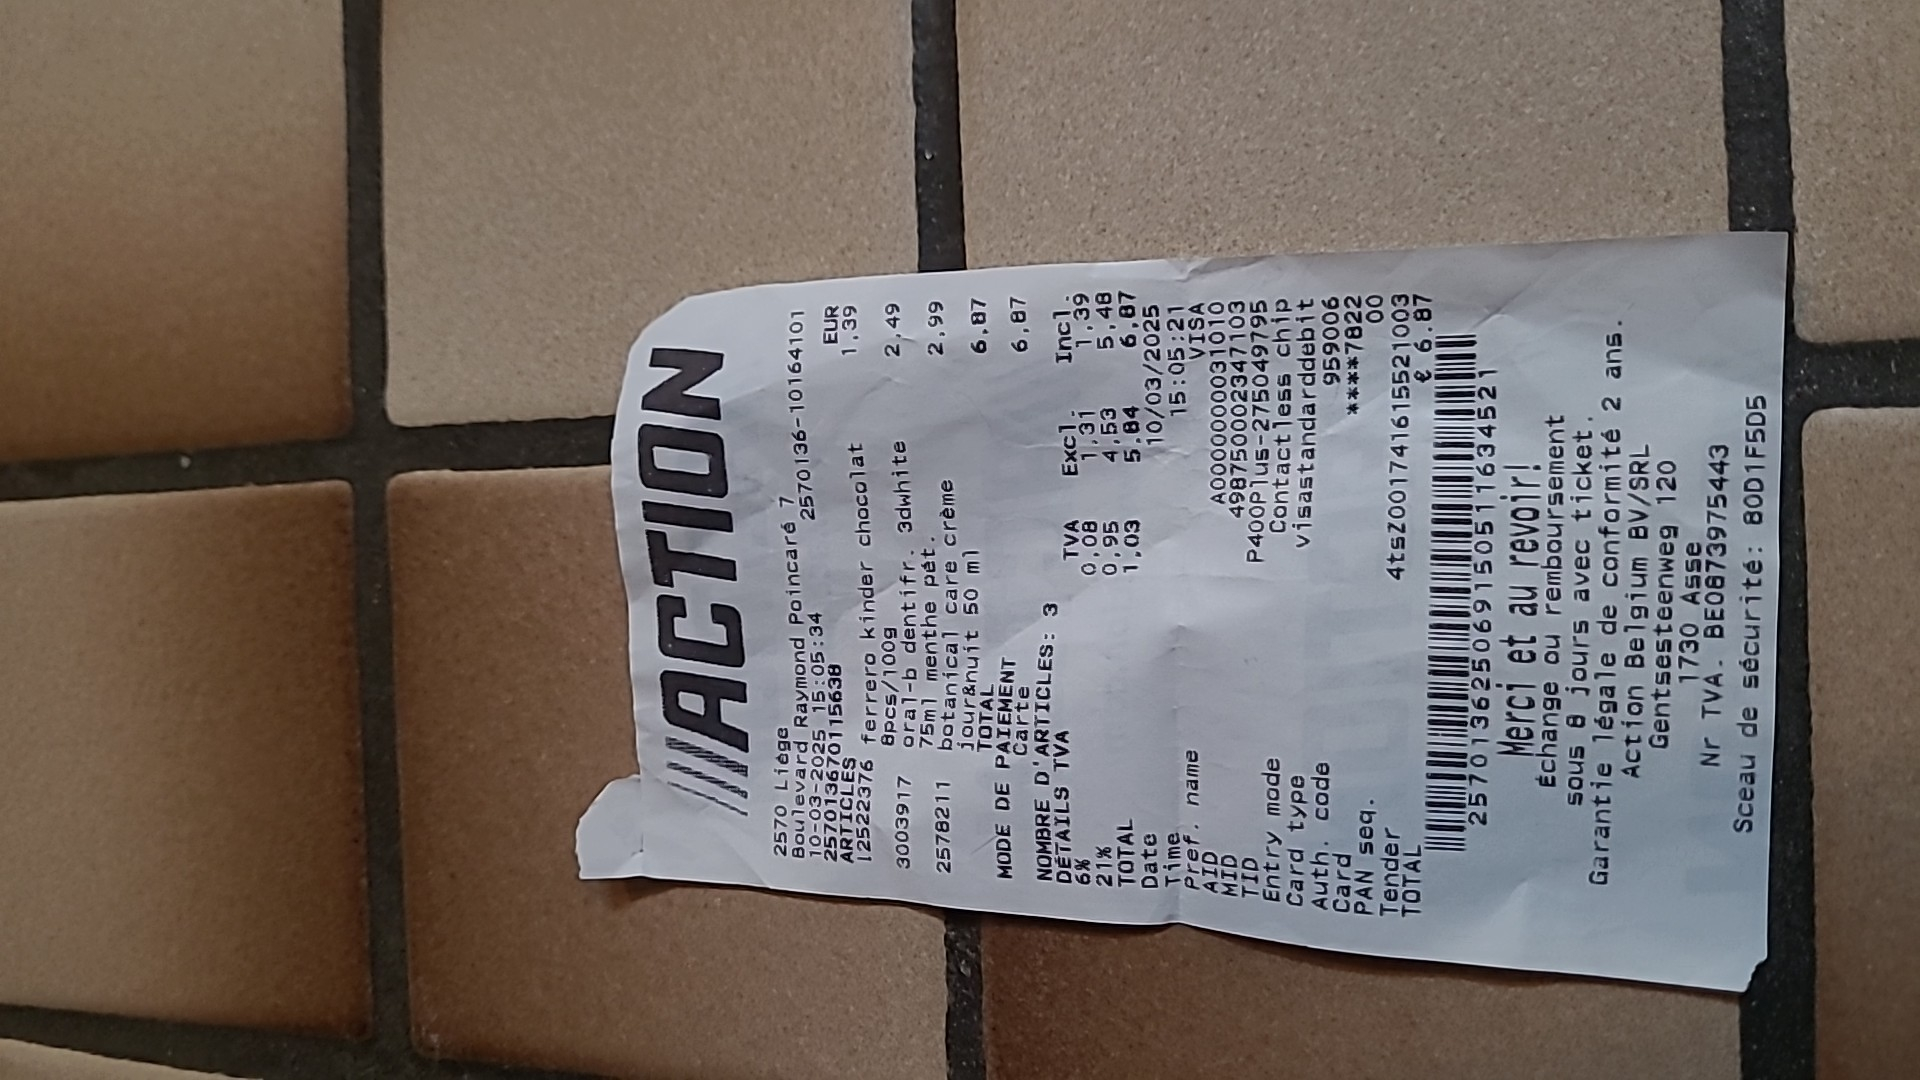 ACTION
2570 Liége
Boulevard Raymond Poincaré 7
10-03-2025 15:05:34 2570136-10164101
2570136701115638
ARTICLES EUR
12522376 ferrero kinder chocolat 1,39
8pcs/100g
3003917 oral-b dentifr. 3dwhite 2,49
75ml menthe pét.
2578211 botanical care crème 2,99
jour&nuit 50 ml
TOTAL 6,87
MODE DE PAIEMENT
Carte 6,87
NOMBRE D'ARTICLES: 3
DÉTAILS TVA TVA Excl. Incl.
6% 0,08 1,31 1,39
21% 0,95 4,53 5,48
TOTAL 1,03 5,84 6,87
Date 10/03/2025
Time 15:05:21
Pref. name VISA
AID A0000000031010
MID 498750002347103
TID P400Plus-275049795
Entry mode Contactless chip
Card type visastandarddebit
Auth. code 959006
Card ****7822
PAN seq. 00
Tender 4tsZ001741615521003
TOTAL € 6.87
2570136250691505116​34521
Merci et au revoir!
Échange ou remboursement
sous 8 jours avec ticket.
Garantie légale de conformité 2 ans.
Action Belgium BV/SRL
Gentsesteenweg 120
1730 Asse
Nr TVA. BE0873975443
Sceau de sécurité: 80D1F5D5